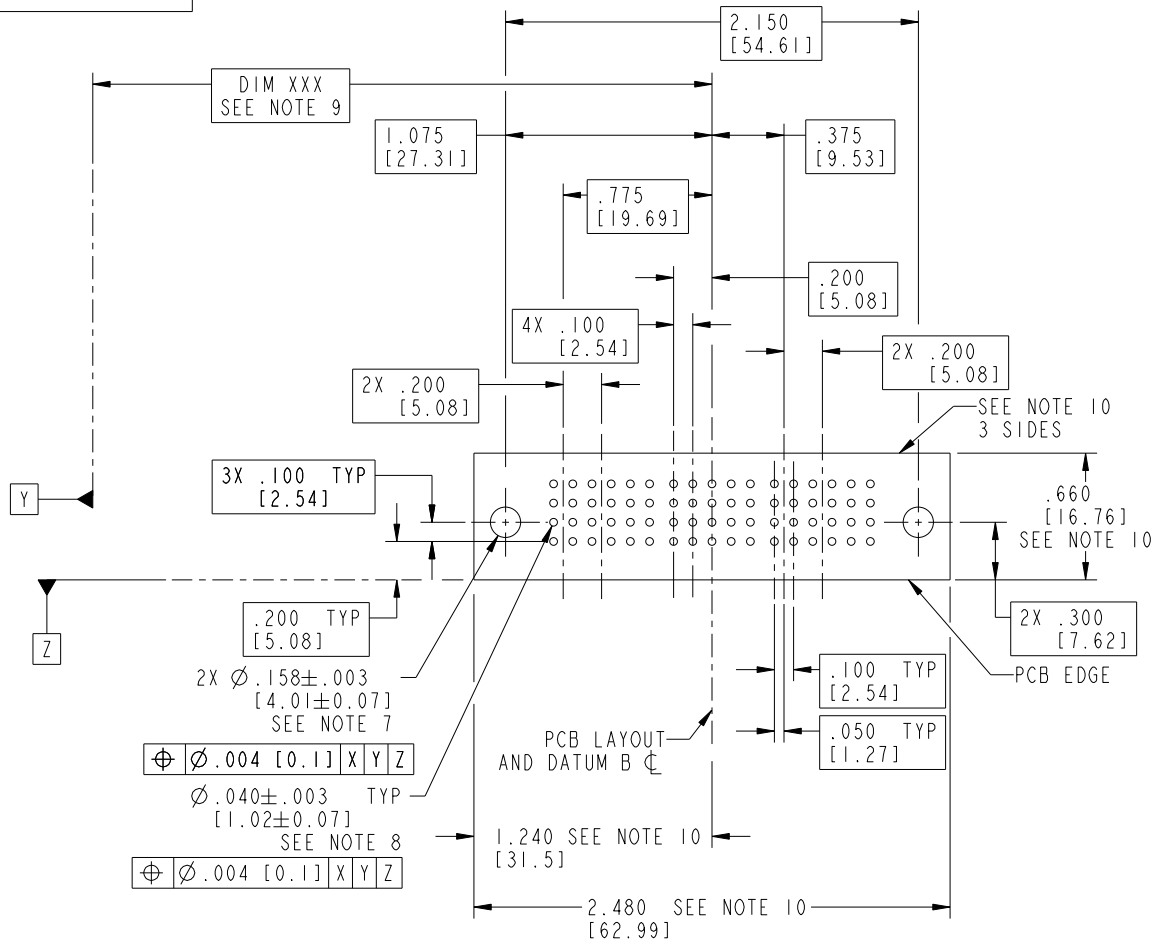 2.150
[54.61]
DIM XXX
SEE NOTE 9
1.075
[27.31]
.375
[9.53]
.775
[19.69]
.200
[5.08]
4X .100
[2.54]
2X .200
[5.08]
2X .200
[5.08]
SEE NOTE 10
3 SIDES
3X .100 TYP
[2.54]
Y
.660
[16.76]
SEE NOTE 10
Z
.200 TYP
[5.08]
2X .300
[7.62]
2X Ø.158±.003
[4.01±0.07]
SEE NOTE 7
.100 TYP
[2.54]
PCB EDGE
⌖ Ø.004 [0.1] X Y Z
PCB LAYOUT
AND DATUM B ℄
.050 TYP
[1.27]
Ø.040±.003 TYP
[1.02±0.07]
SEE NOTE 8
⌖ Ø.004 [0.1] X Y Z
1.240 SEE NOTE 10
[31.5]
2.480 SEE NOTE 10
[62.99]